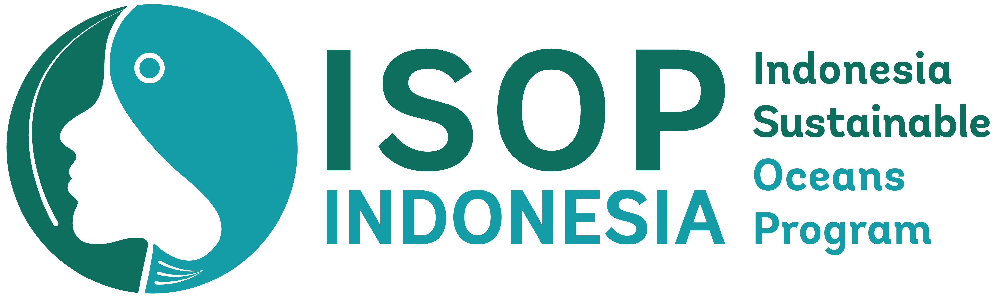 ISOP
INDONESIA
Indonesia
Sustainable
Oceans
Program